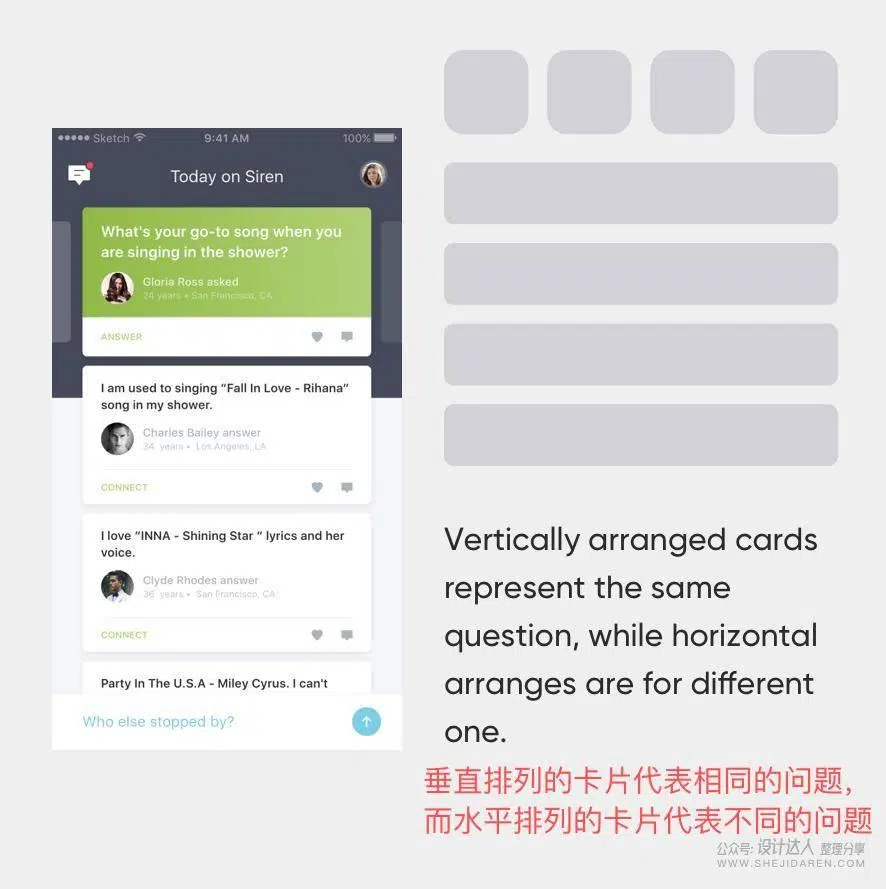 Sketch 9:41 AM 100%
Today on Siren
What's your go-to song when you
are singing in the shower?
Gloria Ross asked
24 years • San Francisco, CA
ANSWER
I am used to singing “Fall In Love - Rihana”
song in my shower.
Charles Bailey answer
34 years • Los Angeles, LA
CONNECT
I love “INNA - Shining Star ” lyrics and her
voice.
Clyde Rhodes answer
36 years • San Francisco, CA
CONNECT
Party In The U.S.A - Miley Cyrus. I can't
Who else stopped by?
Vertically arranged cards
represent the same
question, while horizontal
arranges are for different
one.
垂直排列的卡片代表相同的问题，
而水平排列的卡片代表不同的问题
公众号: 设计达人 整理分享
WWW.SHEJIDAREN.COM